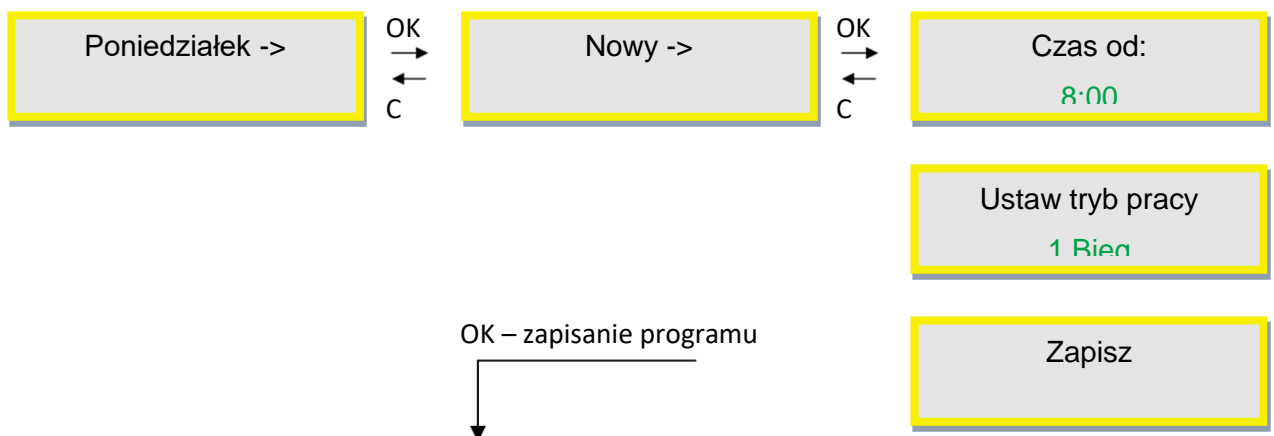 Poniedziałek ->
OK
C
Nowy ->
OK
C
Czas od:
8:00
Ustaw tryb pracy
1 Bieg
OK – zapisanie programu
Zapisz